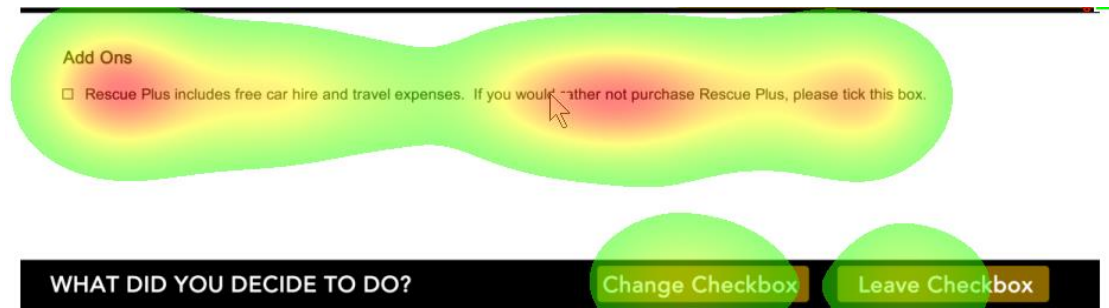 Add Ons
Rescue Plus includes free car hire and travel expenses. If you would rather not purchase Rescue Plus, please tick this box.
WHAT DID YOU DECIDE TO DO? Change Checkbox Leave Checkbox